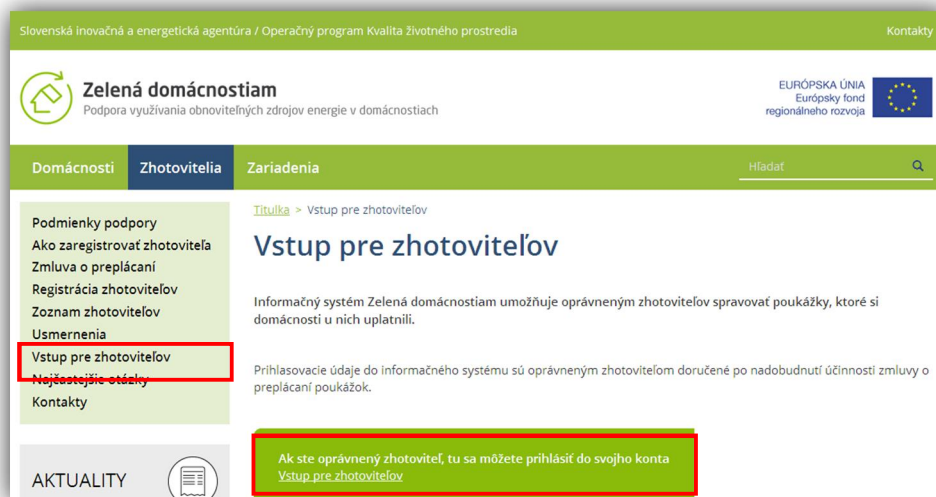 Slovenská inovačná a energetická agentúra / Operačný program Kvalita životného prostredia
Kontakty
Zelená domácnostiam
Podpora využívania obnoviteľných zdrojov energie v domácnostiach
EURÓPSKA ÚNIA
Európsky fond
regionálneho rozvoja
Domácnosti
Zhotovitelia
Zariadenia
Hľadať
Podmienky podpory
Ako zaregistrovať zhotoviteľa
Zmluva o preplácaní
Registrácia zhotoviteľov
Zoznam zhotoviteľov
Usmernenia
Vstup pre zhotoviteľov
Najčastejšie otázky
Kontakty
AKTUALITY
Titulka > Vstup pre zhotoviteľov
Vstup pre zhotoviteľov
Informačný systém Zelená domácnostiam umožňuje oprávneným zhotoviteľov spravovať poukážky, ktoré si
domácnosti u nich uplatnili.
Prihlasovacie údaje do informačného systému sú oprávneným zhotoviteľom doručené po nadobudnutí účinnosti zmluvy o
preplácaní poukážok.
Ak ste oprávnený zhotoviteľ, tu sa môžete prihlásiť do svojho konta
Vstup pre zhotoviteľov